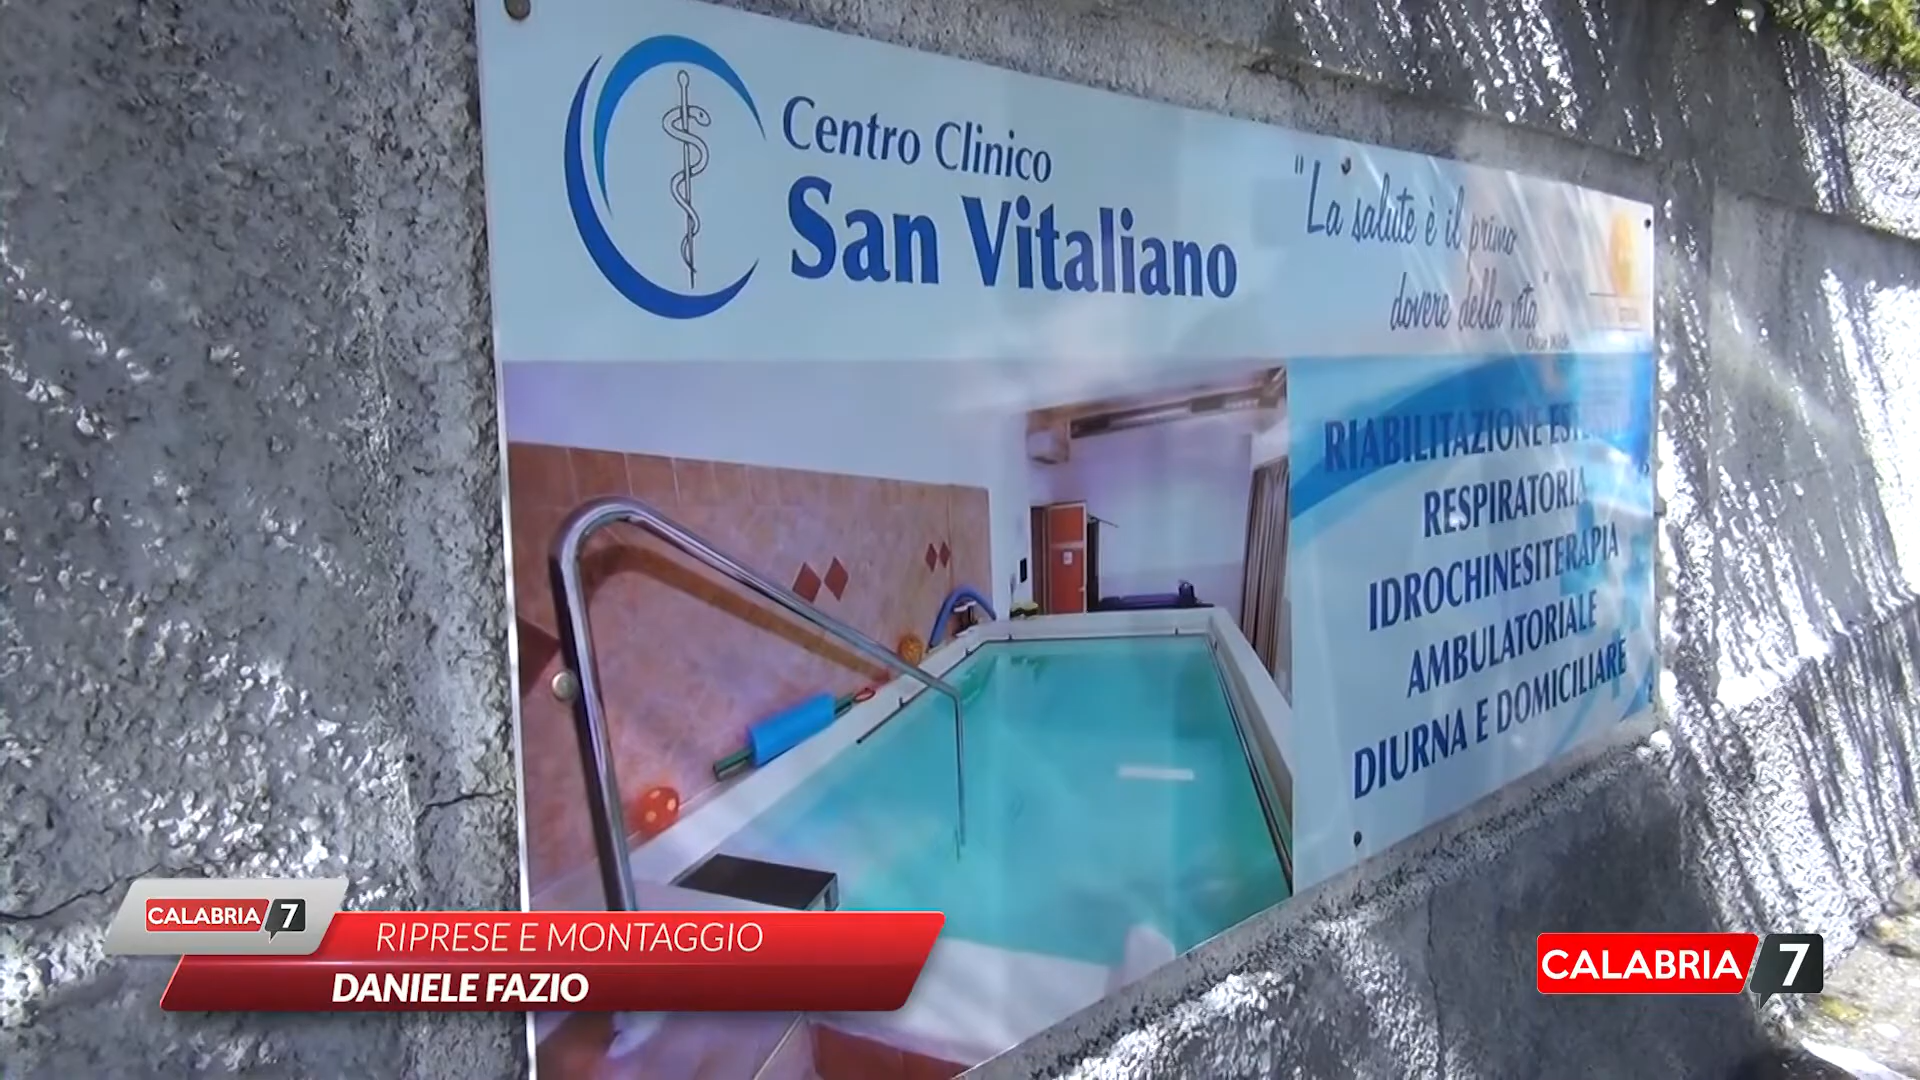 Centro Clinico
San Vitaliano
"La salute è il primo
dovere della vita"
RIABILITAZIONE
RESPIRATORIA
IDROCHINESITERAPIA
AMBULATORIALE
DIURNA E DOMICILIARE
CALABRIA 7
RIPRESE E MONTAGGIO
DANIELE FAZIO
CALABRIA 7